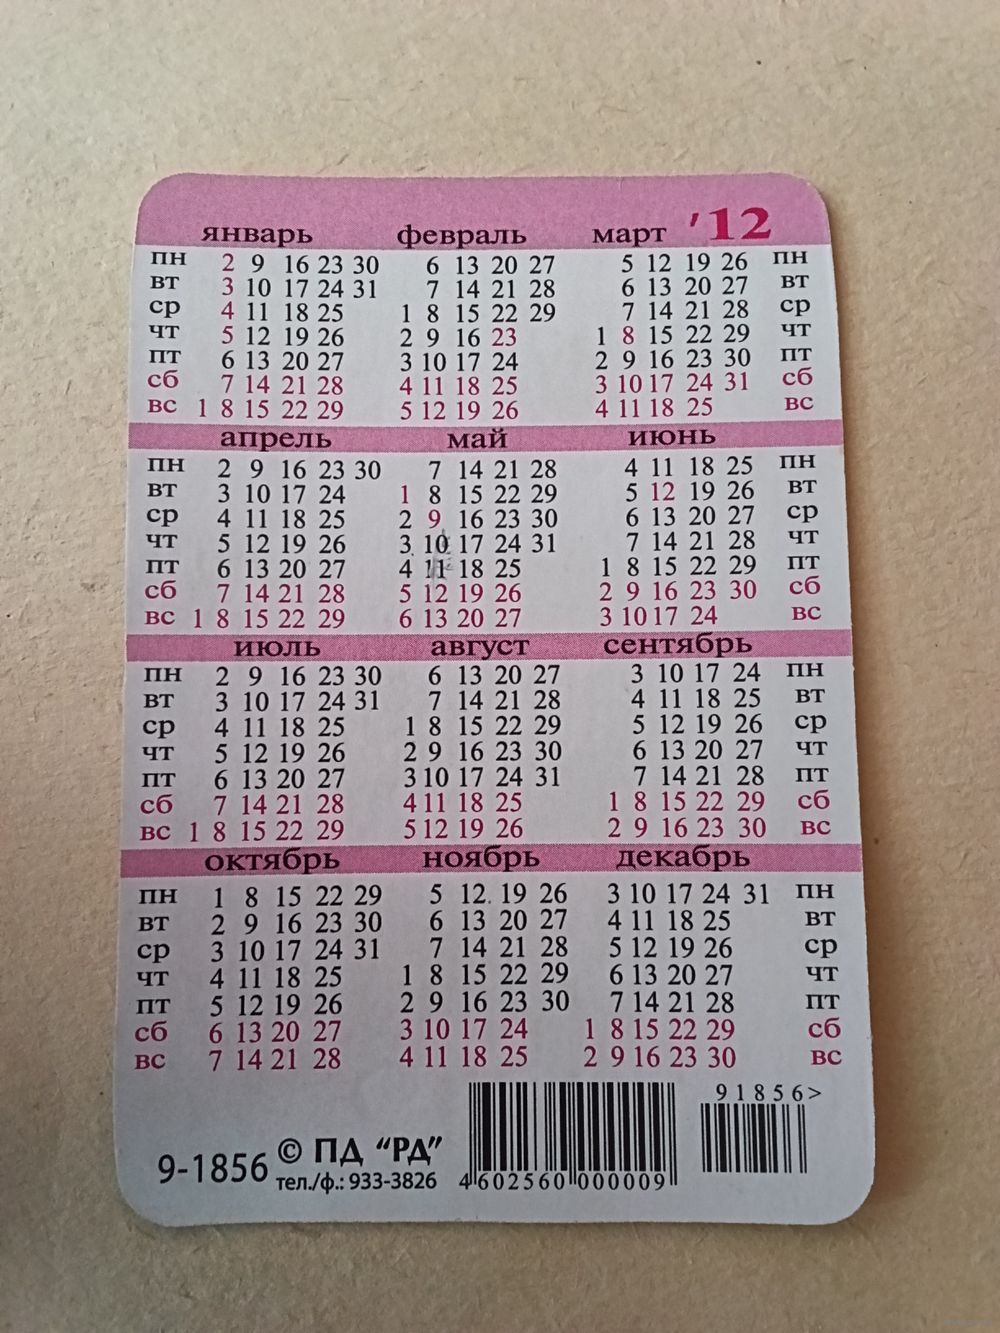 январь февраль март '12
пн 2 9 16 23 30 6 13 20 27 5 12 19 26 пн
вт 3 10 17 24 31 7 14 21 28 6 13 20 27 вт
ср 4 11 18 25 1 8 15 22 29 7 14 21 28 ср
чт 5 12 19 26 2 9 16 23 1 8 15 22 29 чт
пт 6 13 20 27 3 10 17 24 2 9 16 23 30 пт
сб 7 14 21 28 4 11 18 25 3 10 17 24 31 сб
вс 1 8 15 22 29 5 12 19 26 4 11 18 25 вс
апрель май июнь
пн 2 9 16 23 30 7 14 21 28 4 11 18 25 пн
вт 3 10 17 24 1 8 15 22 29 5 12 19 26 вт
ср 4 11 18 25 2 9 16 23 30 6 13 20 27 ср
чт 5 12 19 26 3 10 17 24 31 7 14 21 28 чт
пт 6 13 20 27 4 11 18 25 1 8 15 22 29 пт
сб 7 14 21 28 5 12 19 26 2 9 16 23 30 сб
вс 1 8 15 22 29 6 13 20 27 3 10 17 24 вс
июль август сентябрь
пн 2 9 16 23 30 6 13 20 27 3 10 17 24 пн
вт 3 10 17 24 31 7 14 21 28 4 11 18 25 вт
ср 4 11 18 25 1 8 15 22 29 5 12 19 26 ср
чт 5 12 19 26 2 9 16 23 30 6 13 20 27 чт
пт 6 13 20 27 3 10 17 24 31 7 14 21 28 пт
сб 7 14 21 28 4 11 18 25 1 8 15 22 29 сб
вс 1 8 15 22 29 5 12 19 26 2 9 16 23 30 вс
октябрь ноябрь декабрь
пн 1 8 15 22 29 5 12 19 26 3 10 17 24 31 пн
вт 2 9 16 23 30 6 13 20 27 4 11 18 25 вт
ср 3 10 17 24 31 7 14 21 28 5 12 19 26 ср
чт 4 11 18 25 1 8 15 22 29 6 13 20 27 чт
пт 5 12 19 26 2 9 16 23 30 7 14 21 28 пт
сб 6 13 20 27 3 10 17 24 1 8 15 22 29 сб
вс 7 14 21 28 4 11 18 25 2 9 16 23 30 вс
91856>
9-1856 © ПД “РД”
тел./ф.: 933-3826 4 602560 000009